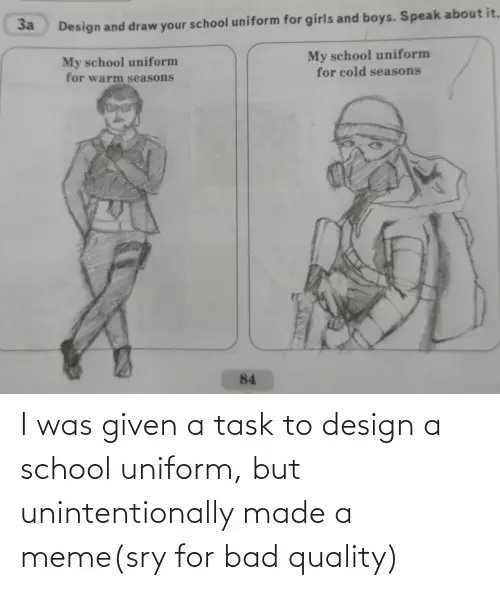 3a Design and draw your school uniform for girls and boys. Speak about it.
My school uniform
for warm seasons
My school uniform
for cold seasons
84
I was given a task to design a
school uniform, but
unintentionally made a
meme(sry for bad quality)